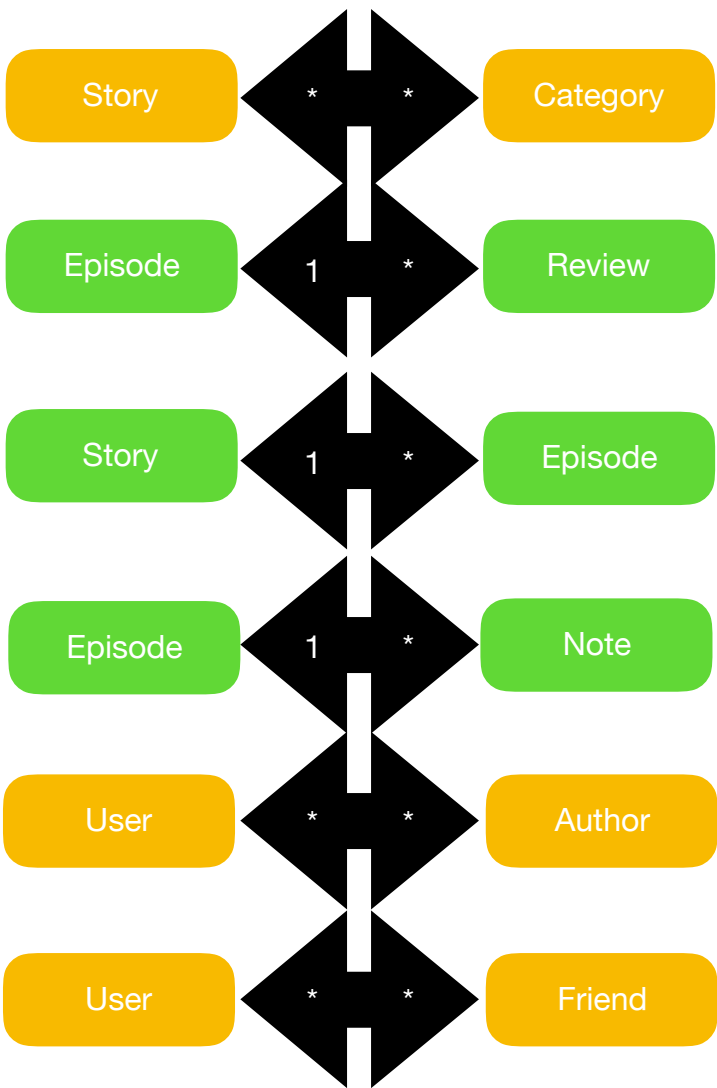 Story * * Category
Episode 1 * Review
Story 1 * Episode
Episode 1 * Note
User * * Author
User * * Friend